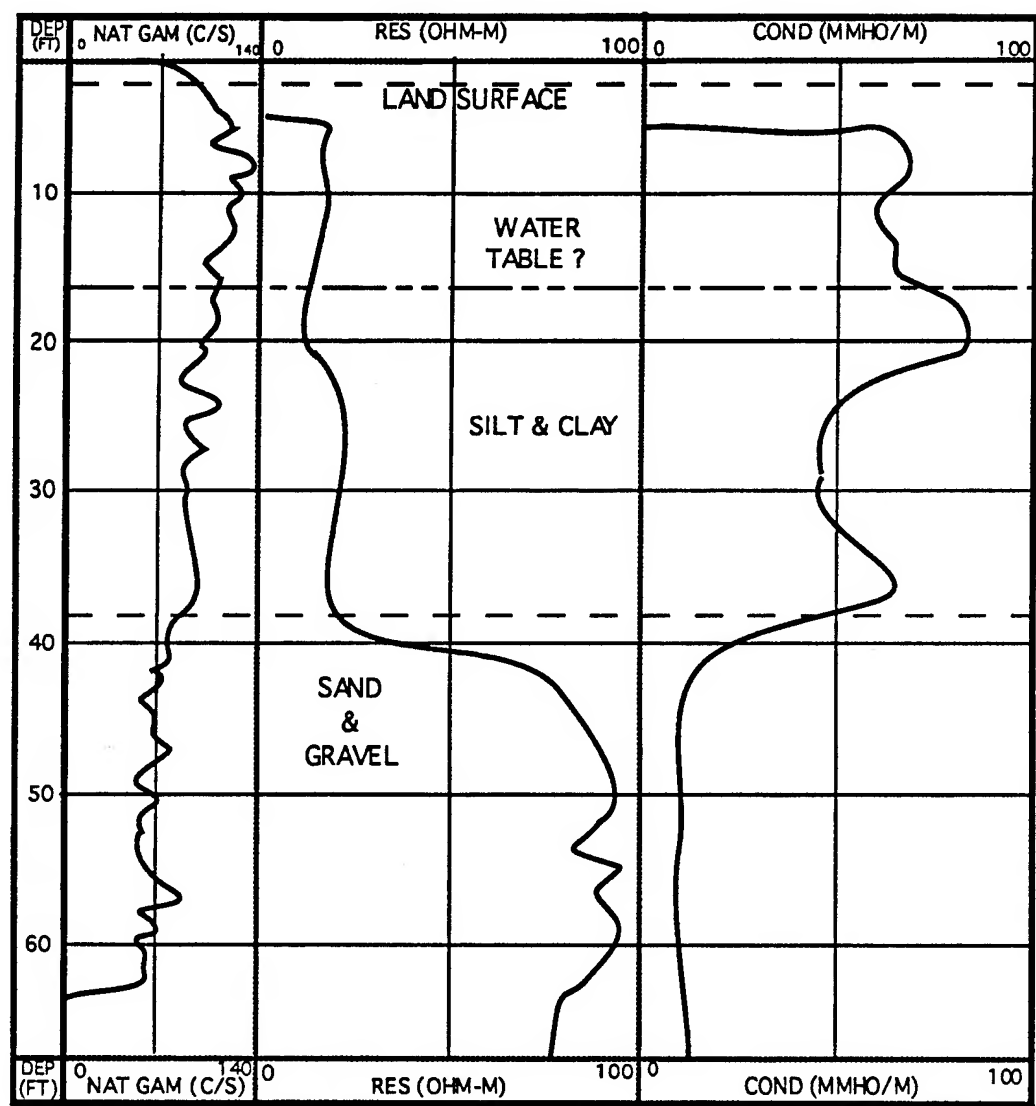 DEP (FT)
0 NAT GAM (C/S) 140
0 RES (OHM-M) 100
0 COND (MMHO/M) 100
LAND SURFACE
10
WATER
TABLE ?
20
SILT & CLAY
30
40
SAND
&
GRAVEL
50
60
DEP (FT)
0 NAT GAM (C/S) 140
0 RES (OHM-M) 100
0 COND (MMHO/M) 100